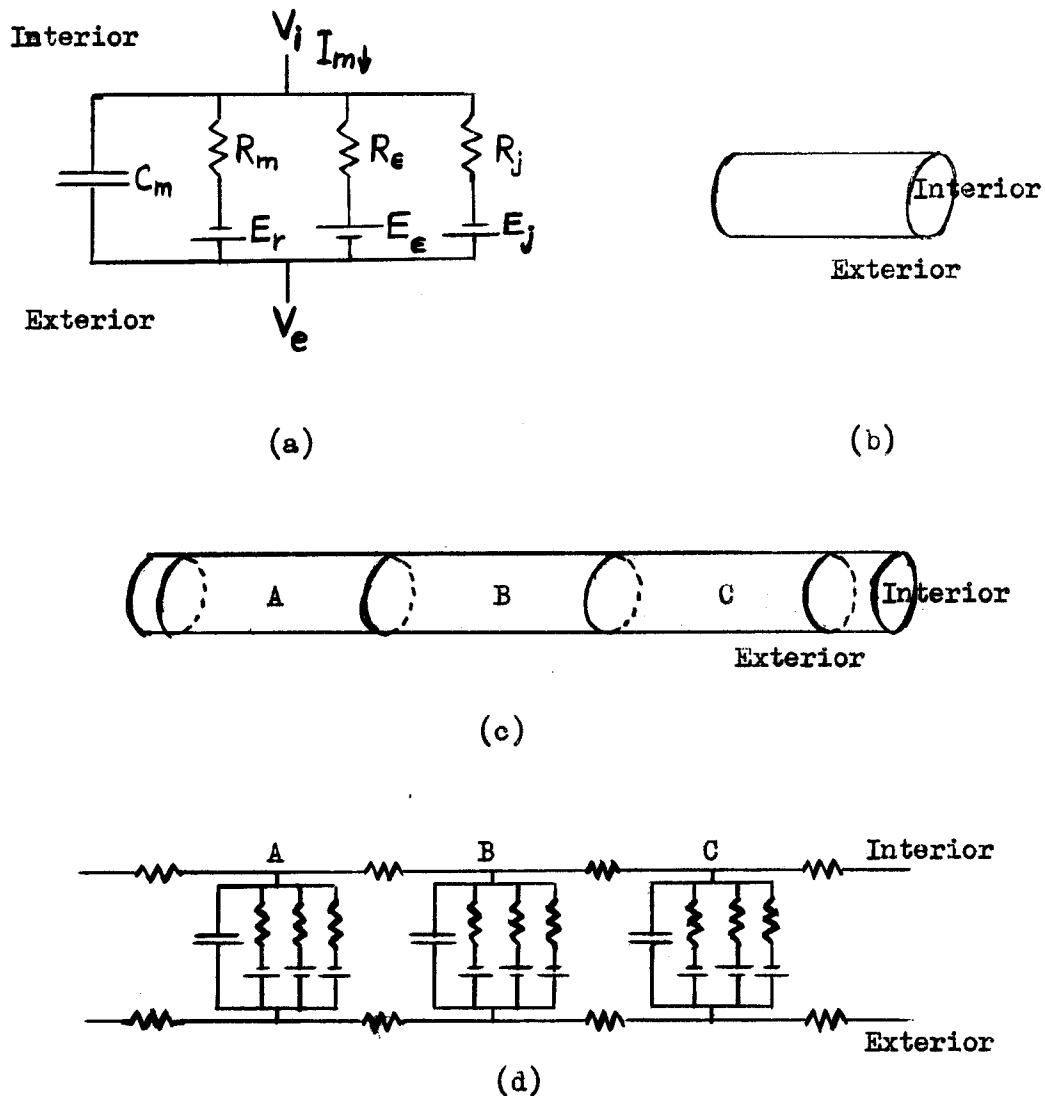 Interior
V_i I_m↓
C_m R_m R_ϵ R_j
E_r E_ϵ E_j
Exterior
V_e
(a)
Interior
Exterior
(b)
A B C Interior
Exterior
(c)
A B C Interior
Exterior
(d)